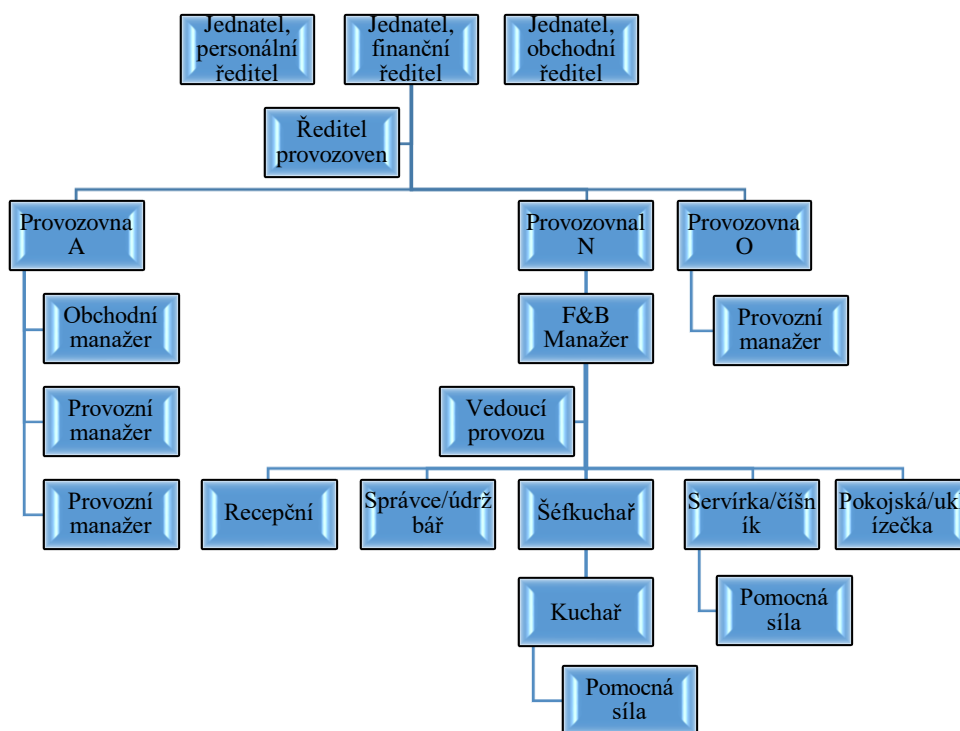 Jednatel,
personální
ředitel
Jednatel,
finanční
ředitel
Jednatel,
obchodní
ředitel
Ředitel
provozoven
Provozovna
A
Provozovnal
N
Provozovna
O
Obchodní
manažer
F&B
Manažer
Provozní
manažer
Provozní
manažer
Vedoucí
provozu
Provozní
manažer
Recepční
Správce/údrž
bář
Šéfkuchař
Servírka/číšn
ík
Pokojská/ukl
ízečka
Kuchař
Pomocná
síla
Pomocná
síla